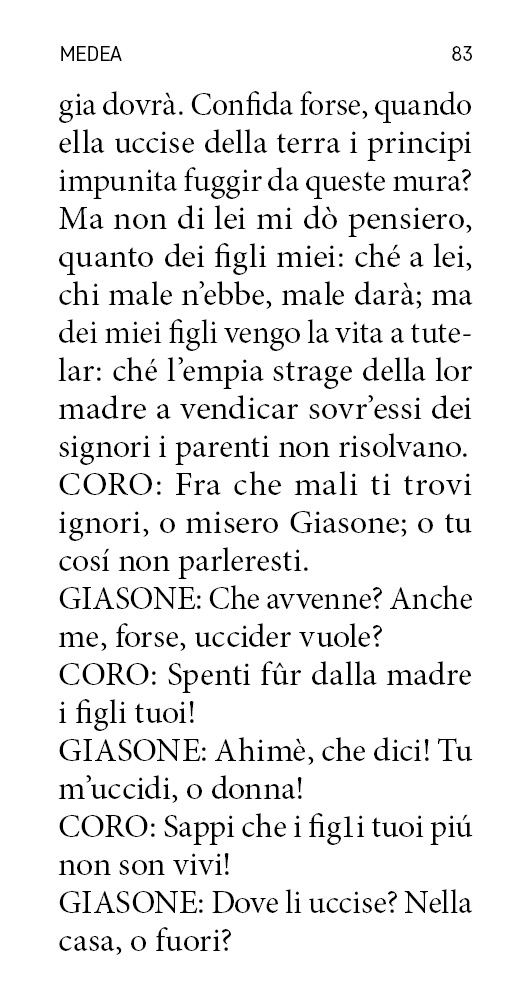 MEDEA 83
gia dovrà. Confida forse, quando
ella uccise della terra i principi
impunita fuggir da queste mura?
Ma non di lei mi dò pensiero,
quanto dei figli miei: ché a lei,
chi male n’ebbe, male darà; ma
dei miei figli vengo la vita a tute-
lar: ché l’empia strage della lor
madre a vendicar sovr’essi dei
signori i parenti non risolvano.
CORO: Fra che mali ti trovi
ignori, o misero Giasone; o tu
cosí non parleresti.
GIASONE: Che avvenne? Anche
me, forse, uccider vuole?
CORO: Spenti fûr dalla madre
i figli tuoi!
GIASONE: Ahimè, che dici! Tu
m’uccidi, o donna!
CORO: Sappi che i figli tuoi piú
non son vivi!
GIASONE: Dove li uccise? Nella
casa, o fuori?